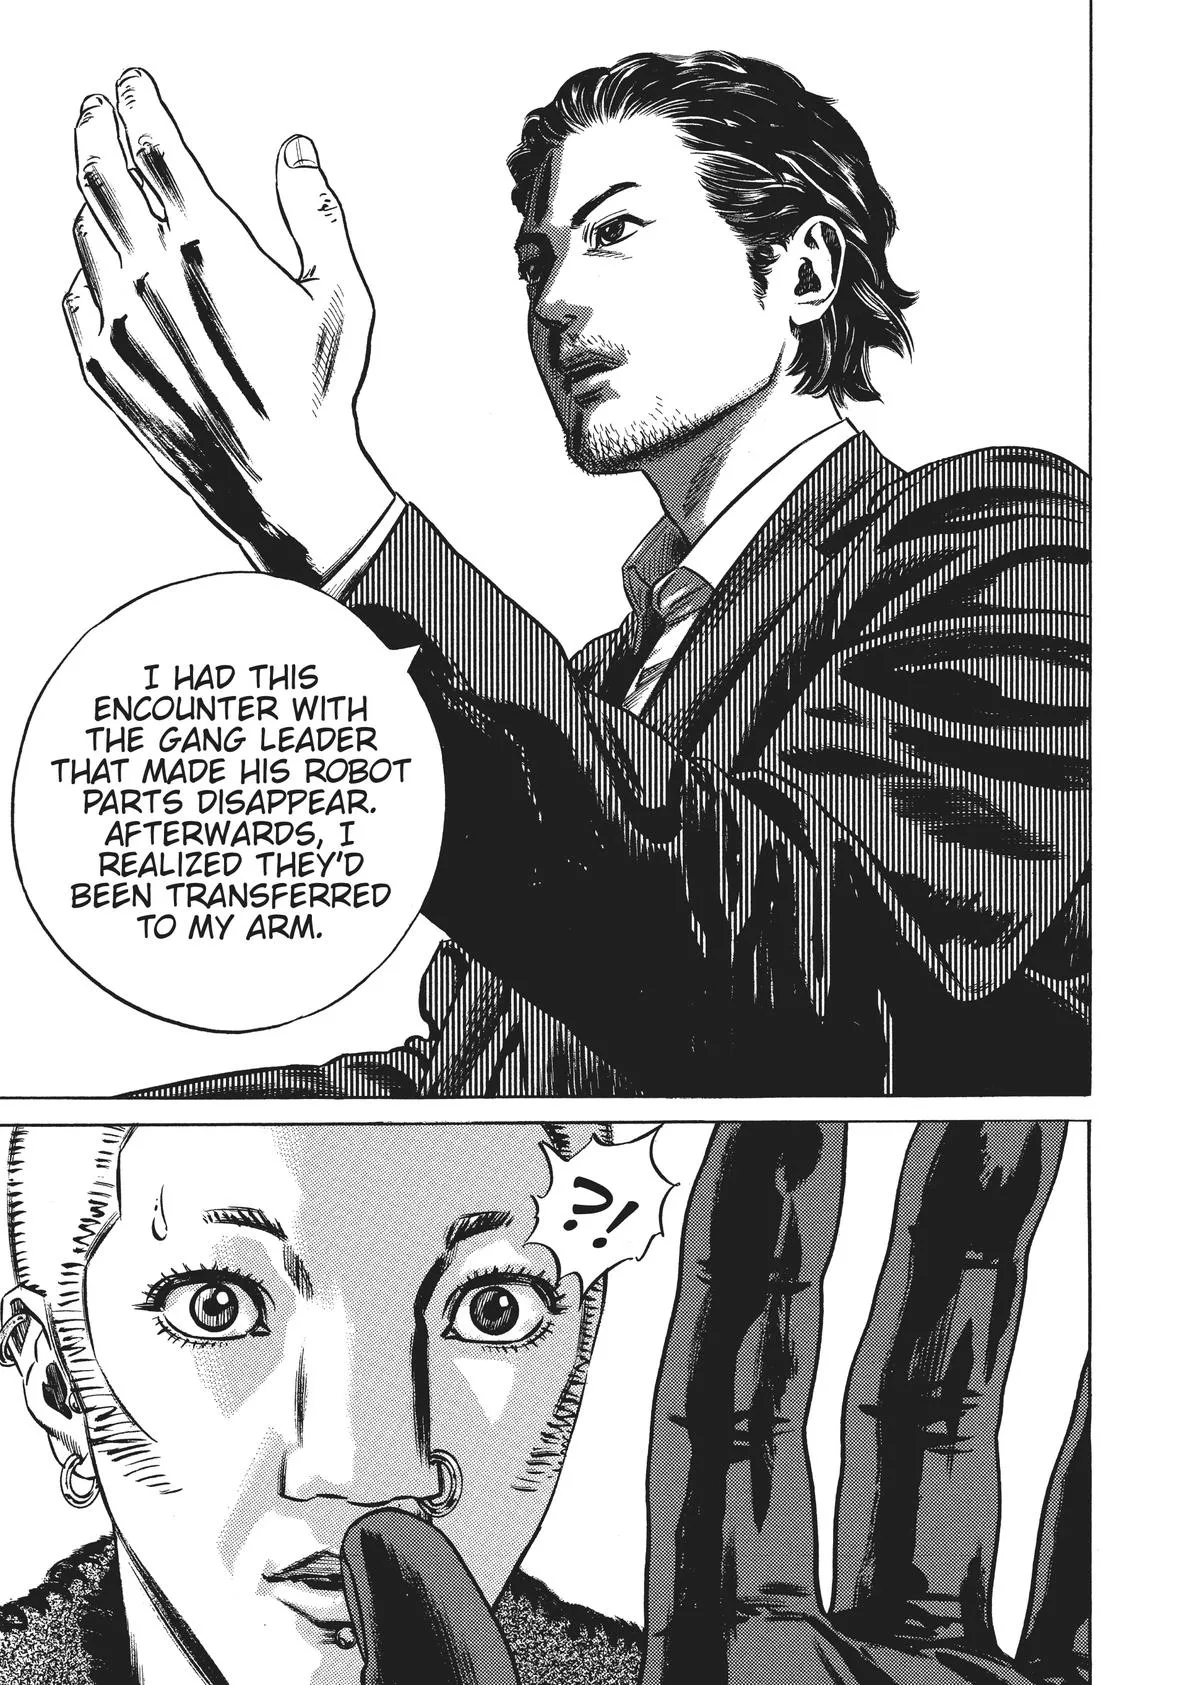 I HAD THIS
ENCOUNTER WITH
THE GANG LEADER
THAT MADE HIS ROBOT
PARTS DISAPPEAR.
AFTERWARDS, I
REALIZED THEY'D
BEEN TRANSFERRED
TO MY ARM.
?!